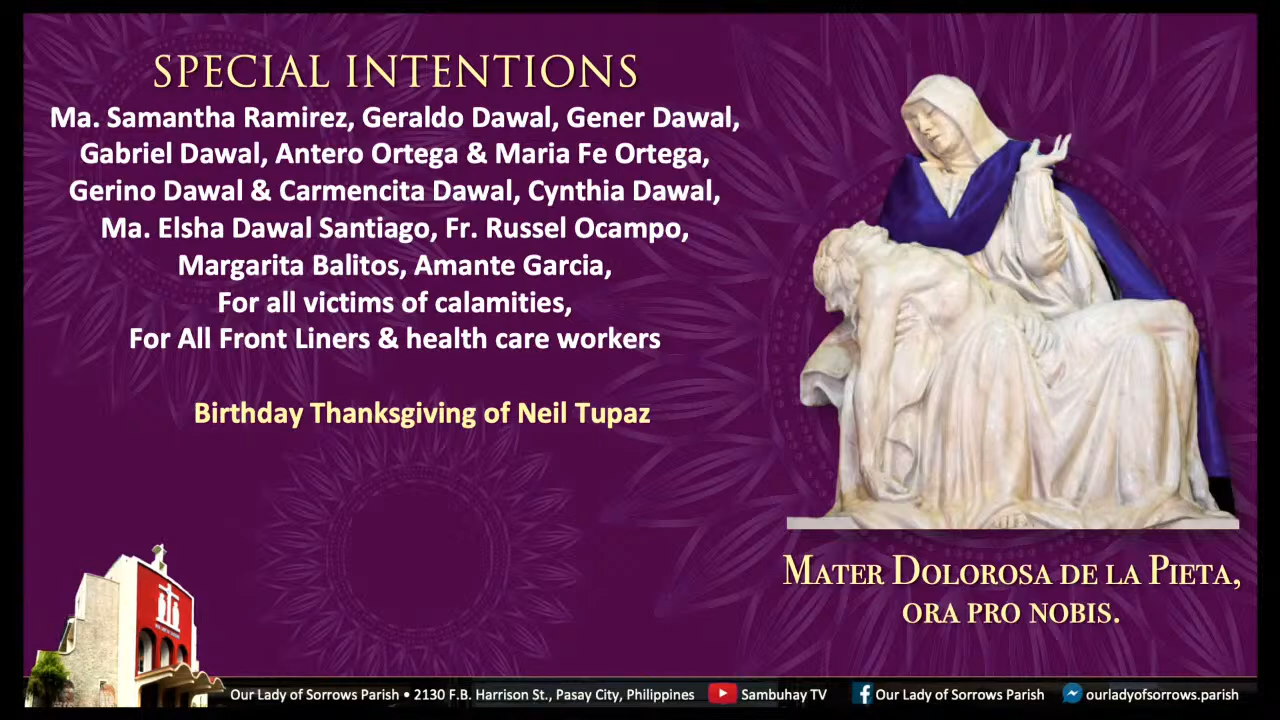 SPECIAL INTENTIONS
Ma. Samantha Ramirez, Geraldo Dawal, Gener Dawal,
Gabriel Dawal, Antero Ortega & Maria Fe Ortega,
Gerino Dawal & Carmencita Dawal, Cynthia Dawal,
Ma. Elsha Dawal Santiago, Fr. Russel Ocampo,
Margarita Balitos, Amante Garcia,
For all victims of calamities,
For All Front Liners & health care workers
Birthday Thanksgiving of Neil Tupaz
MATER DOLOROSA DE LA PIETA,
ORA PRO NOBIS.
Our Lady of Sorrows Parish • 2130 F.B. Harrison St., Pasay City, Philippines Sambuhay TV Our Lady of Sorrows Parish ourladyofsorrows.parish